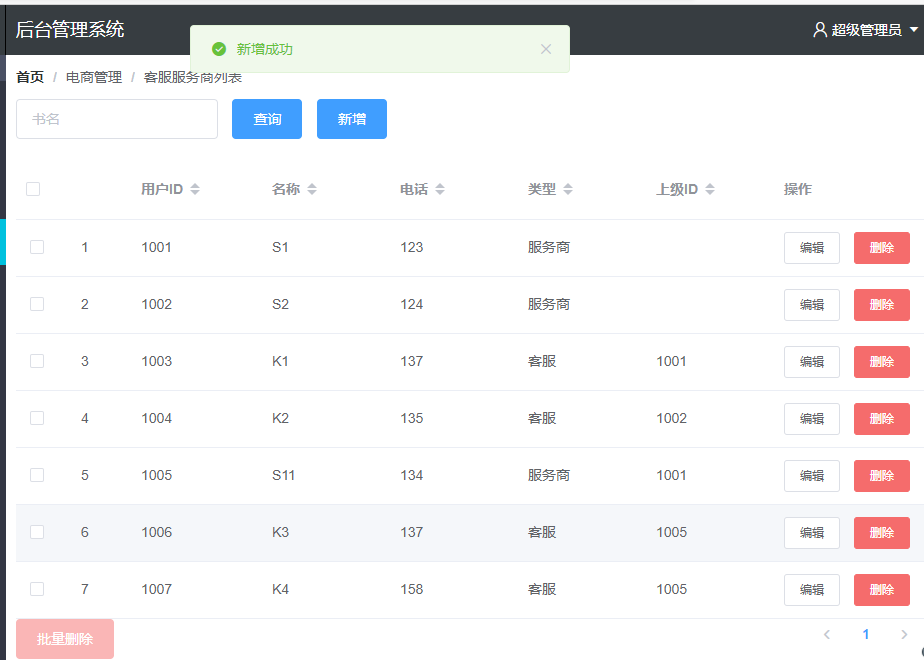 后台管理系统
超级管理员
新增成功
首页 / 电商管理 / 客服服务商列表
书名 查询 新增
用户ID 名称 电话 类型 上级ID 操作
1 1001 S1 123 服务商 编辑 删除
2 1002 S2 124 服务商 编辑 删除
3 1003 K1 137 客服 1001 编辑 删除
4 1004 K2 135 客服 1002 编辑 删除
5 1005 S11 134 服务商 1001 编辑 删除
6 1006 K3 137 客服 1005 编辑 删除
7 1007 K4 158 客服 1005 编辑 删除
批量删除 1